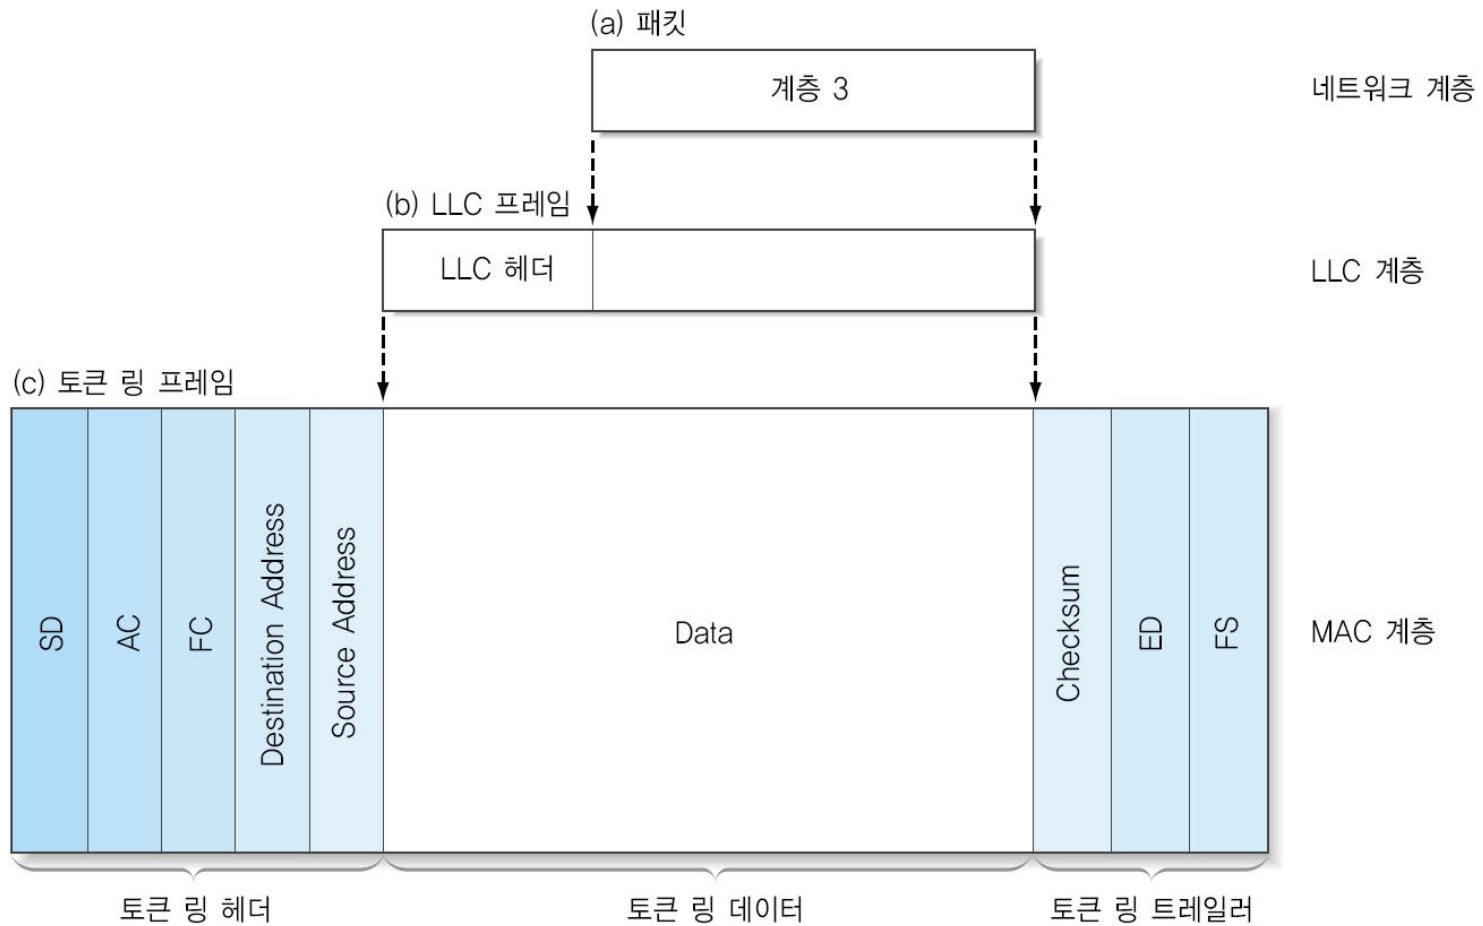 (a) 패킷
계층 3
네트워크 계층
(b) LLC 프레임
LLC 헤더
LLC 계층
(c) 토큰 링 프레임
SD
AC
FC
Destination Address
Source Address
Data
Checksum
ED
FS
MAC 계층
토큰 링 헤더
토큰 링 데이터
토큰 링 트레일러